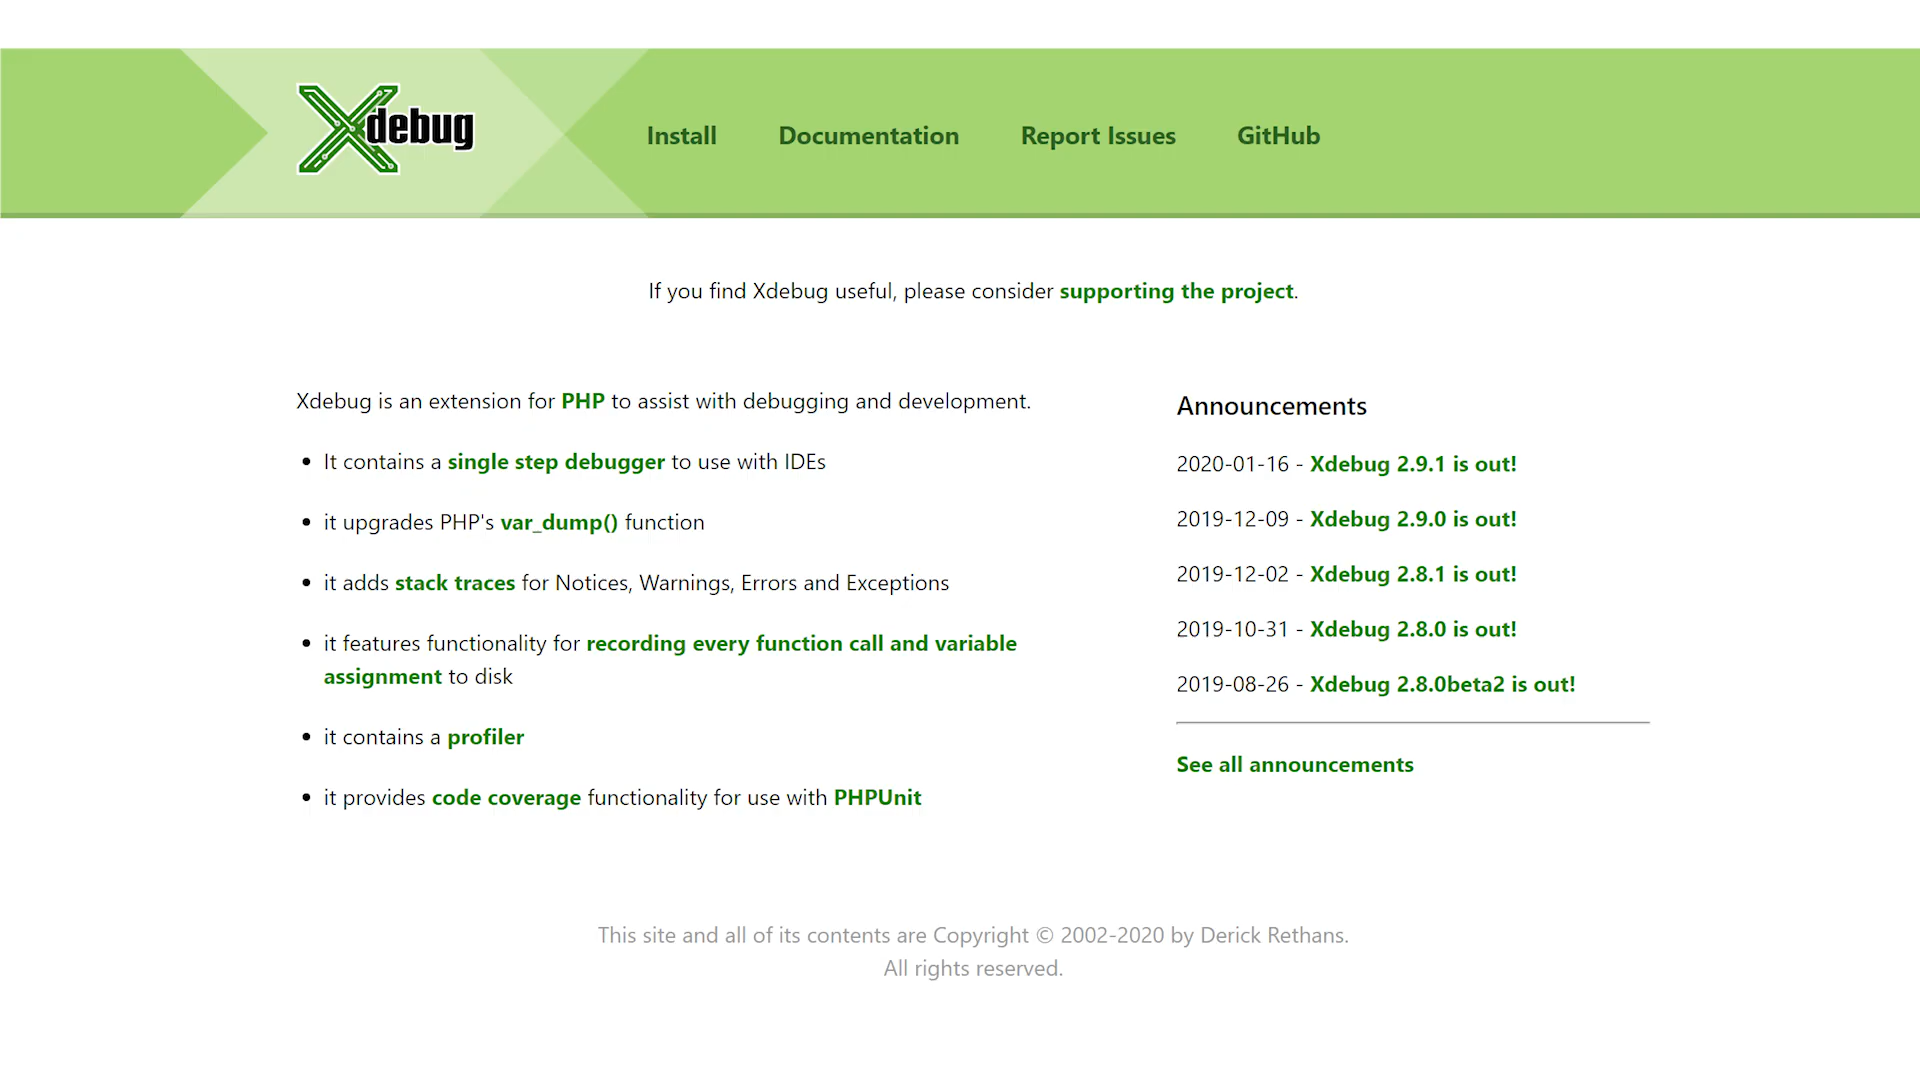 Xdebug
Install
Documentation
Report Issues
GitHub
If you find Xdebug useful, please consider supporting the project.
Xdebug is an extension for PHP to assist with debugging and development.
• It contains a single step debugger to use with IDEs
• it upgrades PHP's var_dump() function
• it adds stack traces for Notices, Warnings, Errors and Exceptions
• it features functionality for recording every function call and variable
assignment to disk
• it contains a profiler
• it provides code coverage functionality for use with PHPUnit
Announcements
2020-01-16 - Xdebug 2.9.1 is out!
2019-12-09 - Xdebug 2.9.0 is out!
2019-12-02 - Xdebug 2.8.1 is out!
2019-10-31 - Xdebug 2.8.0 is out!
2019-08-26 - Xdebug 2.8.0beta2 is out!
See all announcements
This site and all of its contents are Copyright © 2002-2020 by Derick Rethans.
All rights reserved.